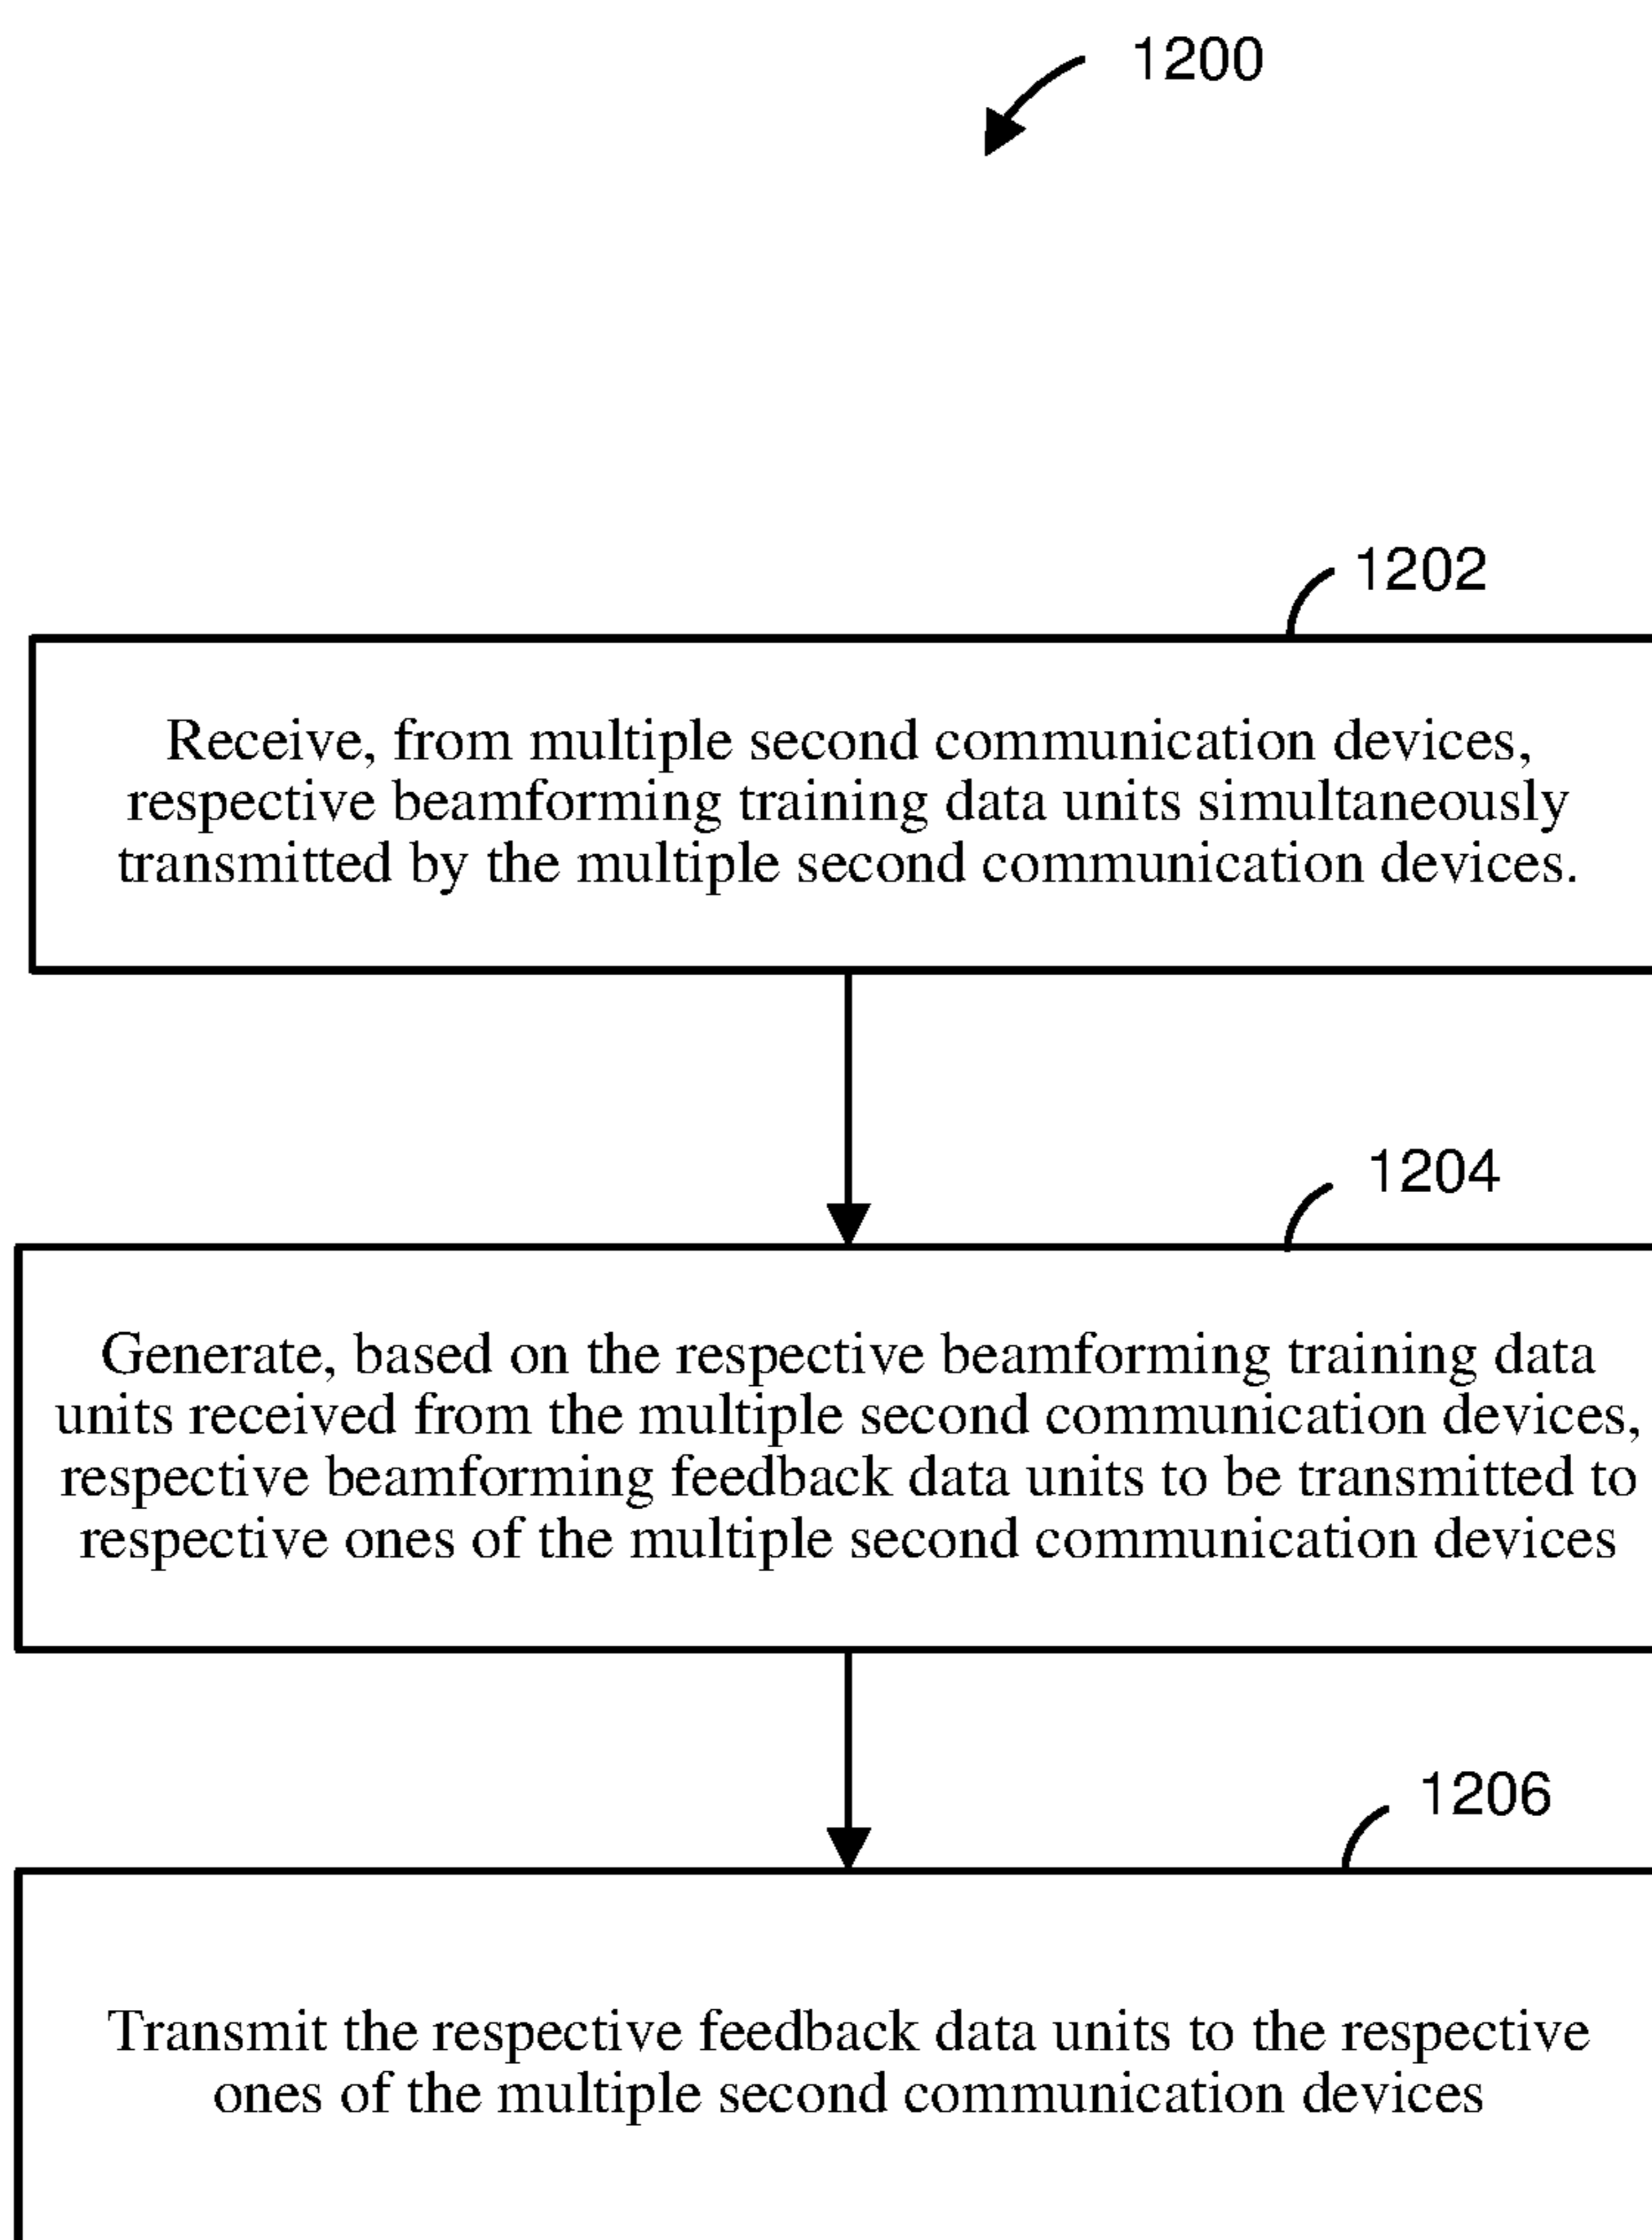 1200
1202
Receive, from multiple second communication devices,
respective beamforming training data units simultaneously
transmitted by the multiple second communication devices.
1204
Generate, based on the respective beamforming training data
units received from the multiple second communication devices,
respective beamforming feedback data units to be transmitted to
respective ones of the multiple second communication devices
1206
Transmit the respective feedback data units to the respective
ones of the multiple second communication devices